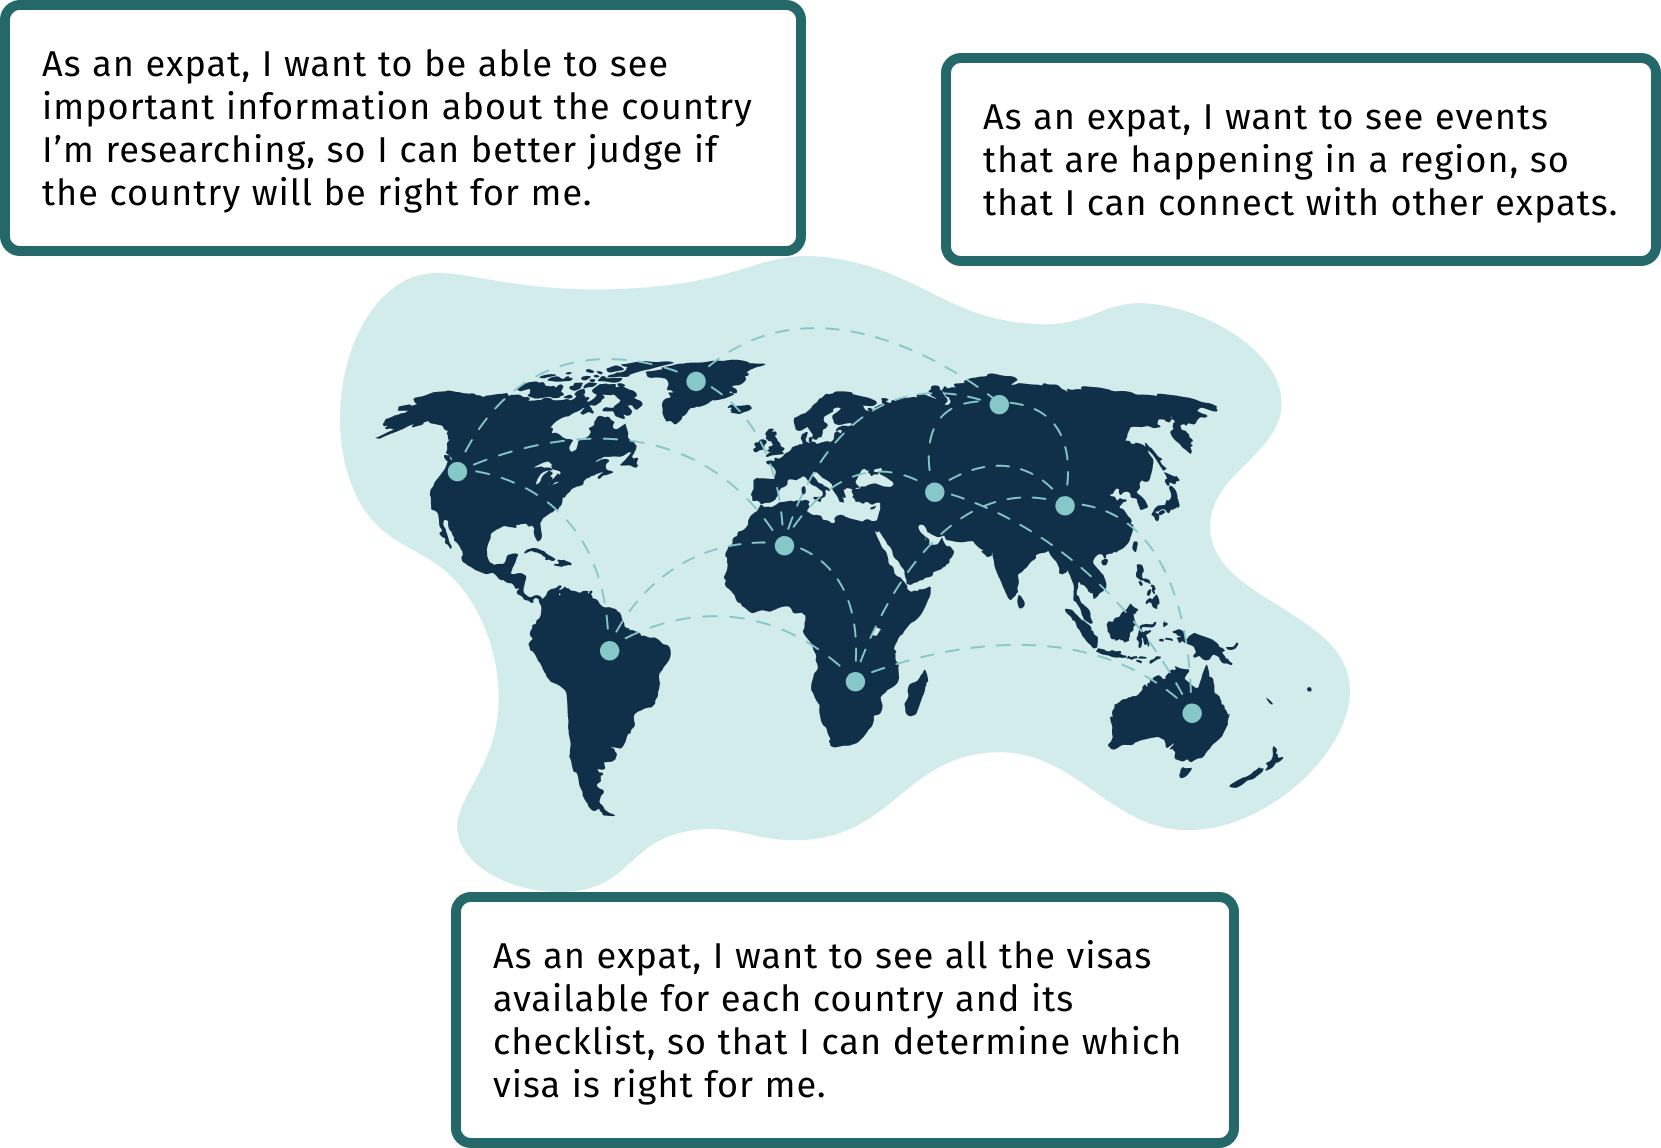 As an expat, I want to be able to see
important information about the country
I’m researching, so I can better judge if
the country will be right for me.
As an expat, I want to see events
that are happening in a region, so
that I can connect with other expats.
As an expat, I want to see all the visas
available for each country and its
checklist, so that I can determine which
visa is right for me.